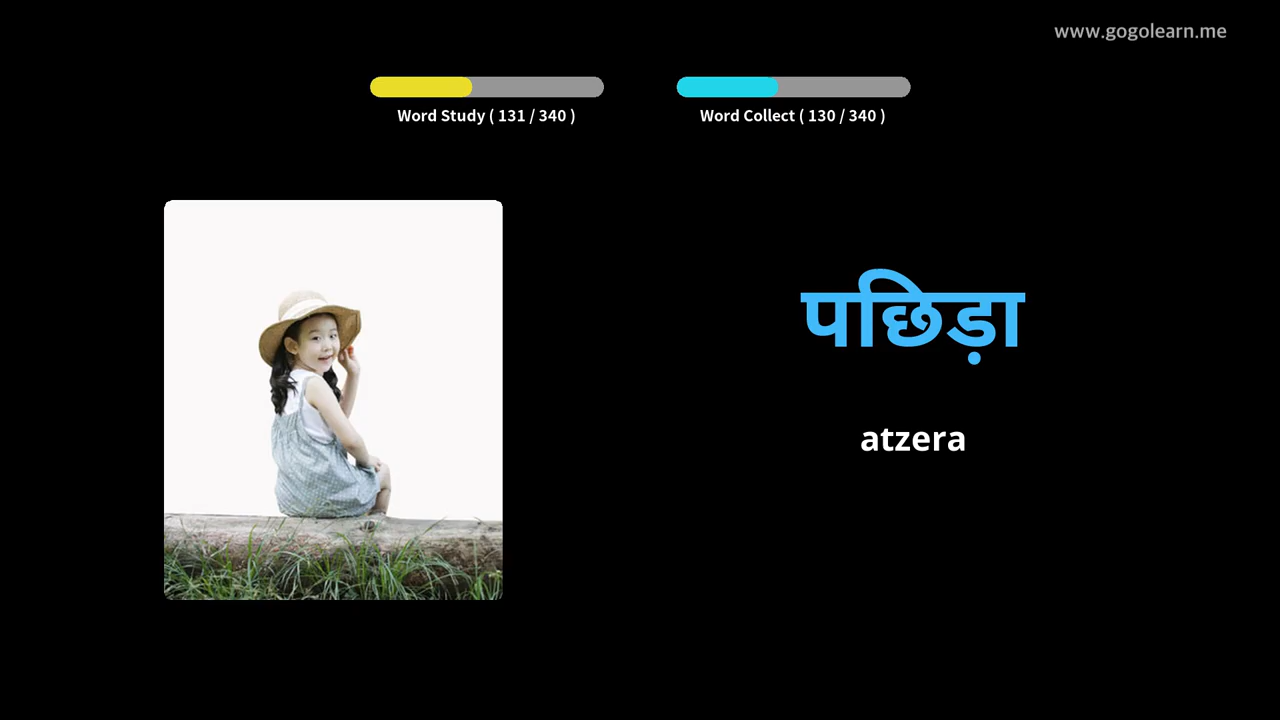 www.gogolearn.me
Word Study ( 131 / 340 )
Word Collect ( 130 / 340 )
पछिड़ा
atzera